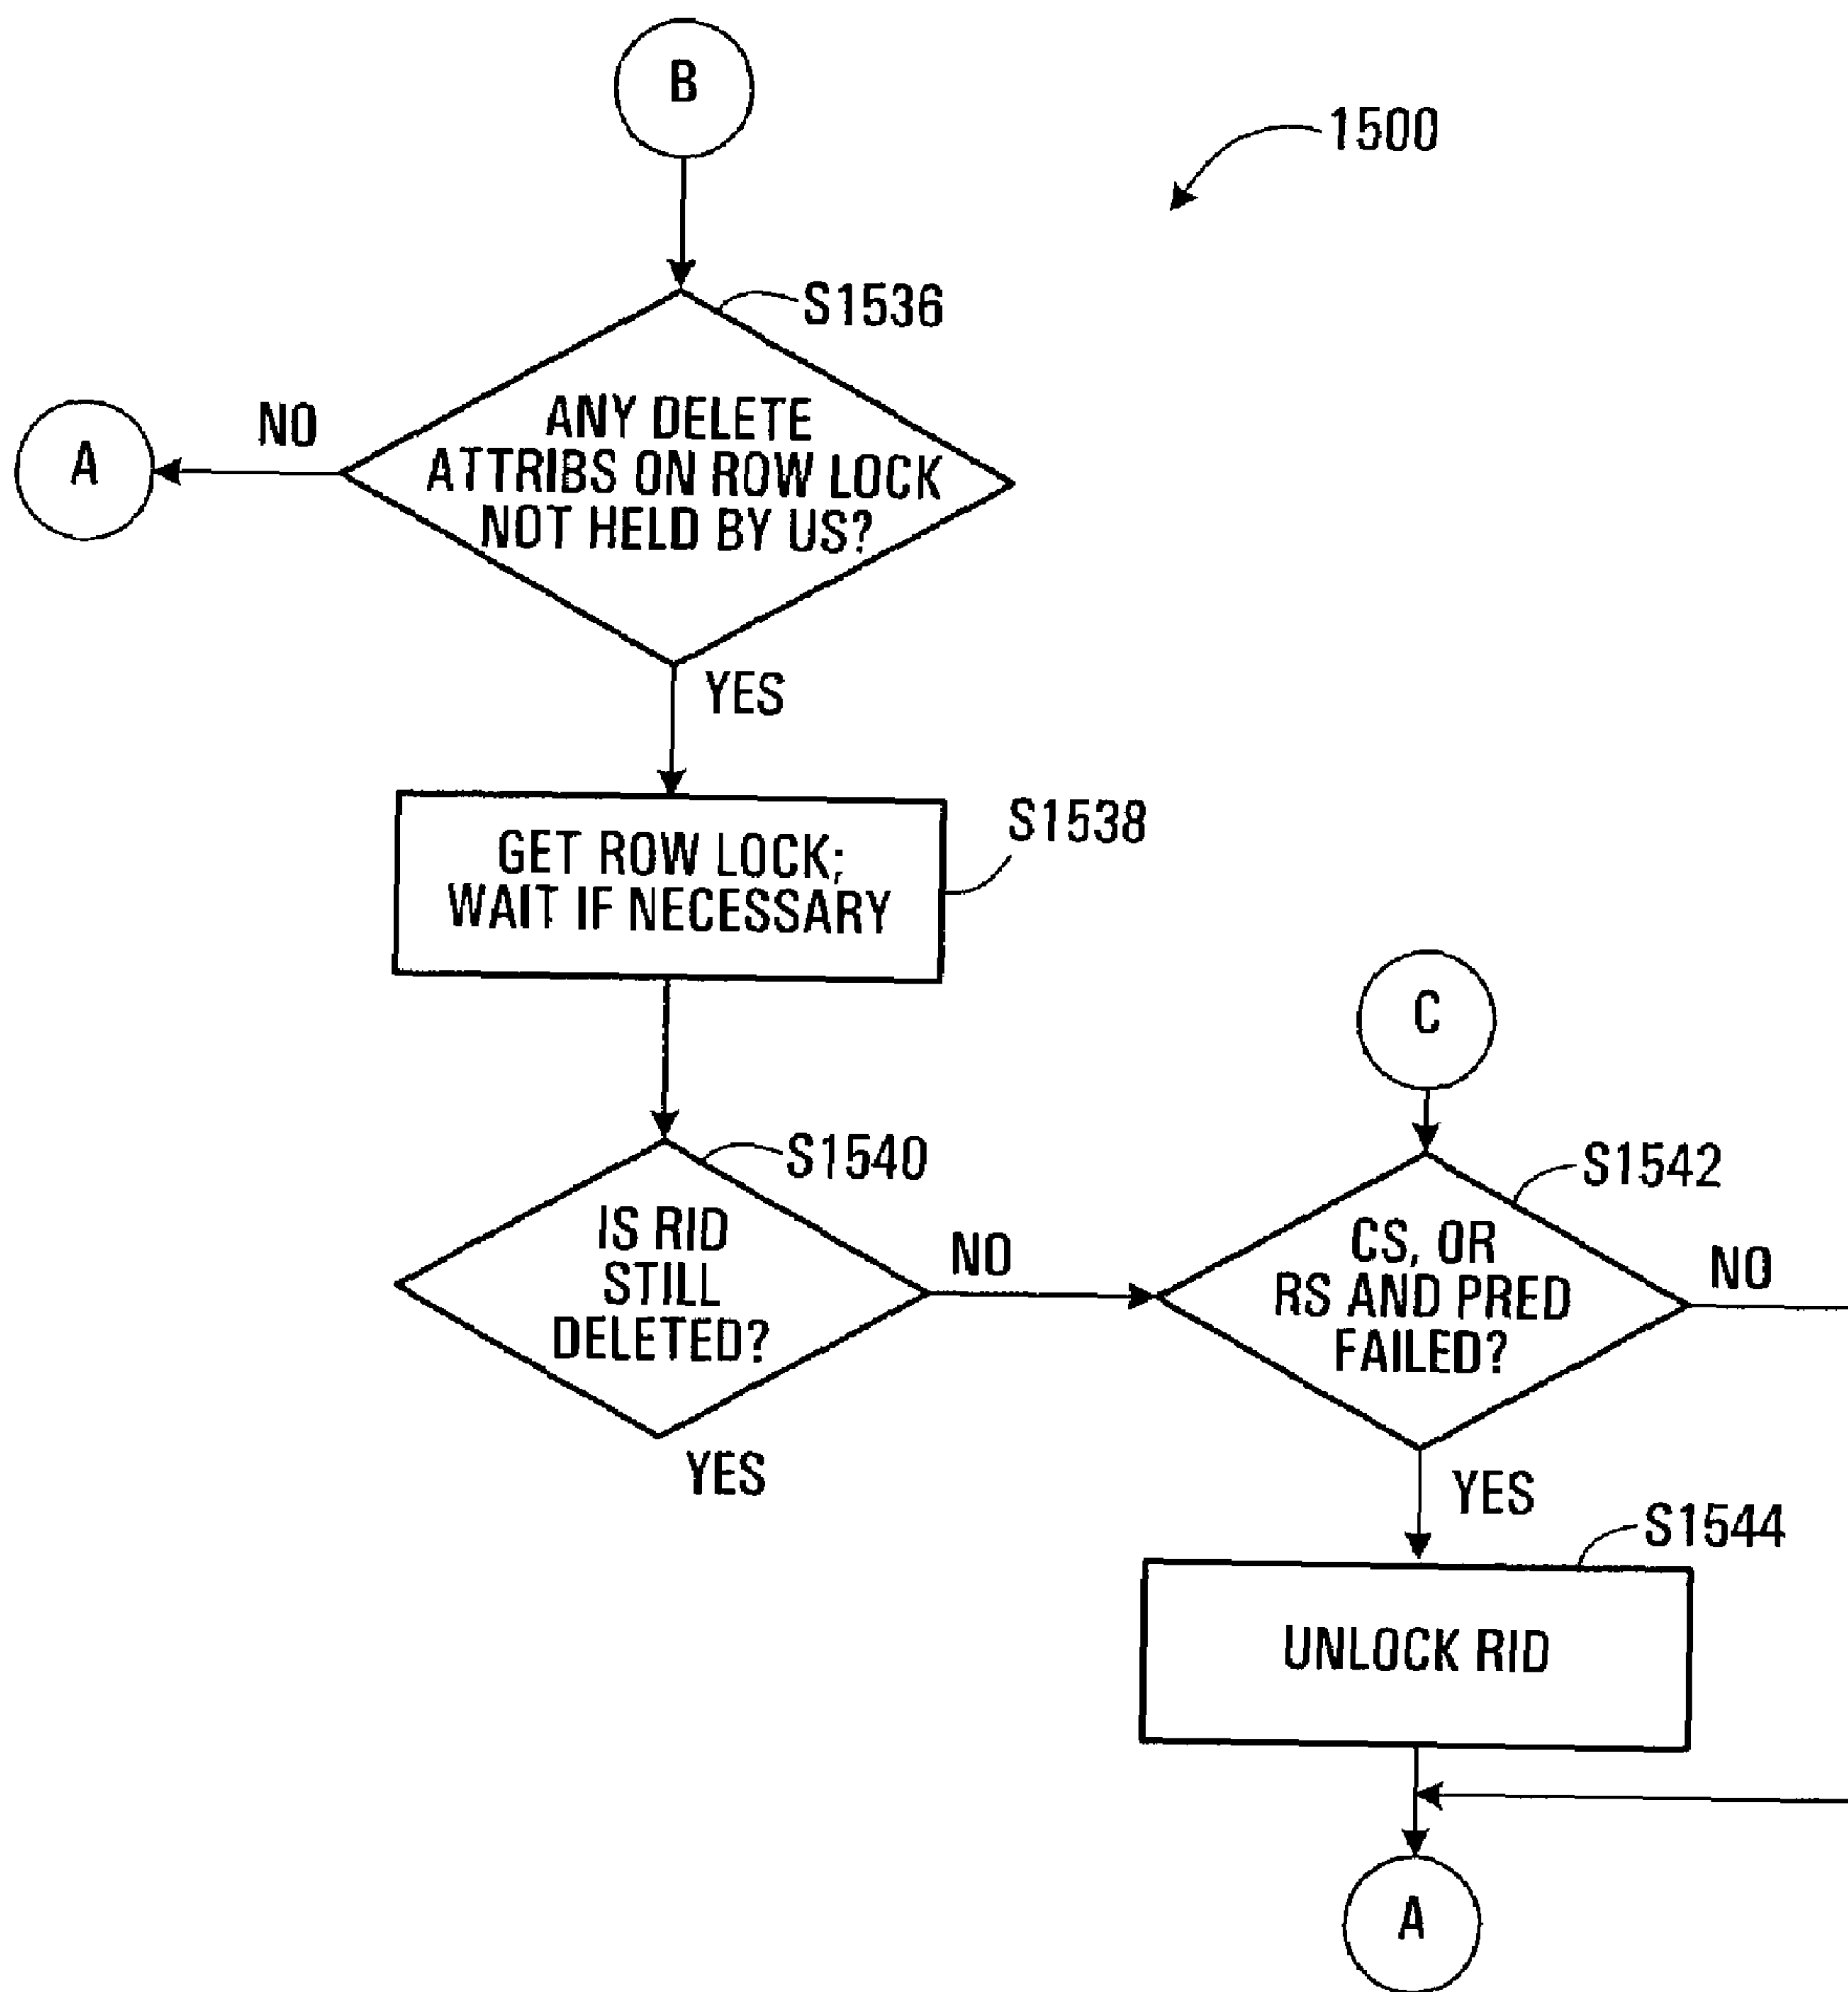 B
1500
S1536
ANY DELETE
ATTRIBS ON ROW LOCK
NOT HELD BY US?
NO
A
YES
S1538
GET ROW LOCK;
WAIT IF NECESSARY
C
S1540
IS RID
STILL
DELETED?
NO
YES
S1542
CS, OR
RS AND PRED
FAILED?
NO
YES
S1544
UNLOCK RID
A